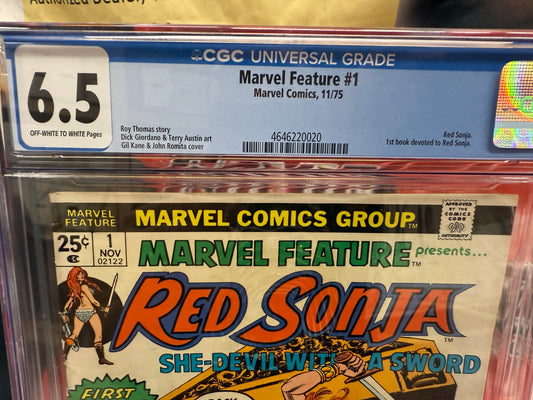 Authorized Dealer,
CGC UNIVERSAL GRADE
6.5
OFF-WHITE TO WHITE Pages
Marvel Feature #1
Marvel Comics, 11/75
Roy Thomas story
Dick Giordano & Terry Austin art
Gil Kane & John Romita cover
4646220020
Red Sonja.
1st book devoted to Red Sonja.
MARVEL FEATURE
25¢
1
NOV
02122
MARVEL COMICS GROUP™
APPROVED
BY THE
COMICS
CODE
AUTHORITY
MARVEL FEATURE™ presents...
RED SONJA
SHE-DEVIL WITH A SWORD
FIRST